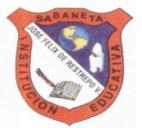 SABANETA
JOSE FELIX DE RESTREPO V
INSTITUCION EDUCATIVA